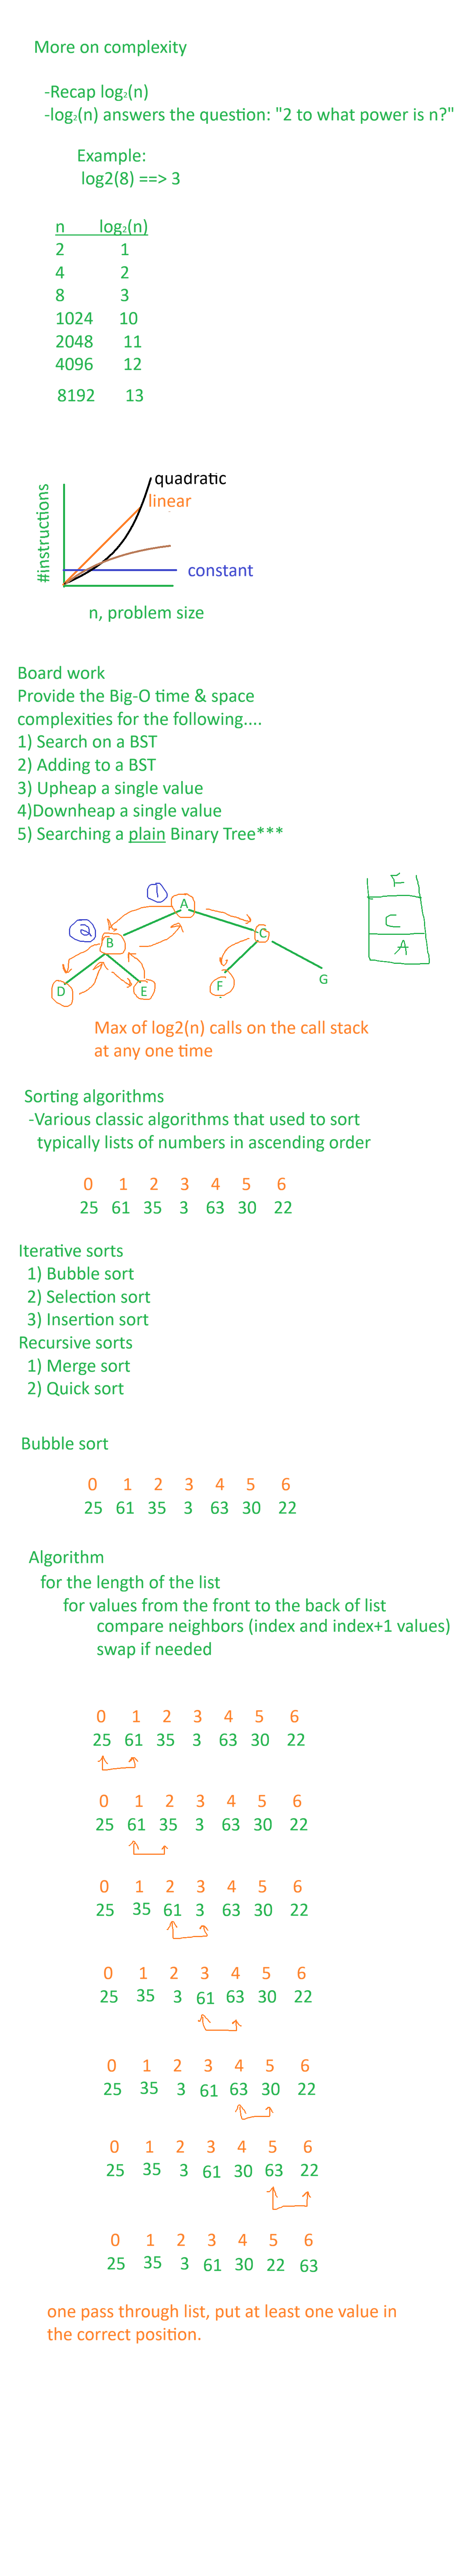 More on complexity
-Recap log₂(n)
-log₂(n) answers the question: "2 to what power is n?"
Example:
log2(8) ==> 3
n log₂(n)
2 1
4 2
8 3
1024 10
2048 11
4096 12
8192 13
quadratic
linear
#instructions
constant
n, problem size
Board work
Provide the Big-O time & space
complexities for the following....
1) Search on a BST
2) Adding to a BST
3) Upheap a single value
4)Downheap a single value
5) Searching a plain Binary Tree***
1 A
2 B C
D E F G
F
C
A
Max of log2(n) calls on the call stack
at any one time
Sorting algorithms
-Various classic algorithms that used to sort
typically lists of numbers in ascending order
0 1 2 3 4 5 6
25 61 35 3 63 30 22
Iterative sorts
1) Bubble sort
2) Selection sort
3) Insertion sort
Recursive sorts
1) Merge sort
2) Quick sort
Bubble sort
0 1 2 3 4 5 6
25 61 35 3 63 30 22
Algorithm
for the length of the list
for values from the front to the back of list
compare neighbors (index and index+1 values)
swap if needed
0 1 2 3 4 5 6
25 61 35 3 63 30 22
0 1 2 3 4 5 6
25 61 35 3 63 30 22
0 1 2 3 4 5 6
25 35 61 3 63 30 22
0 1 2 3 4 5 6
25 35 3 61 63 30 22
0 1 2 3 4 5 6
25 35 3 61 63 30 22
0 1 2 3 4 5 6
25 35 3 61 30 63 22
0 1 2 3 4 5 6
25 35 3 61 30 22 63
one pass through list, put at least one value in
the correct position.